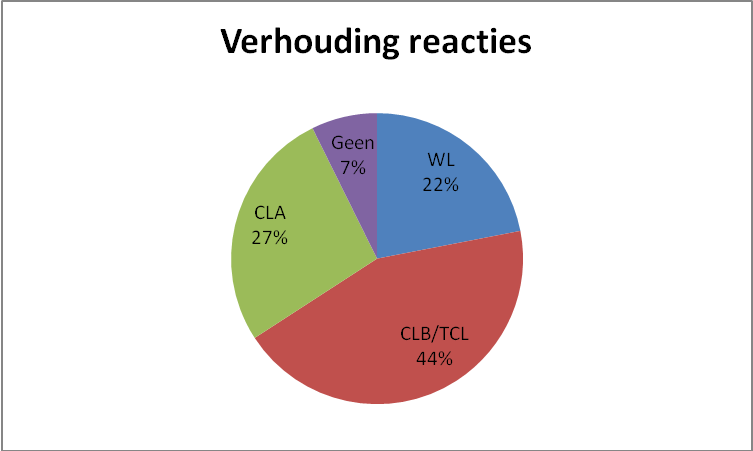 Verhouding reacties
Geen
7%
WL
22%
CLA
27%
CLB/TCL
44%